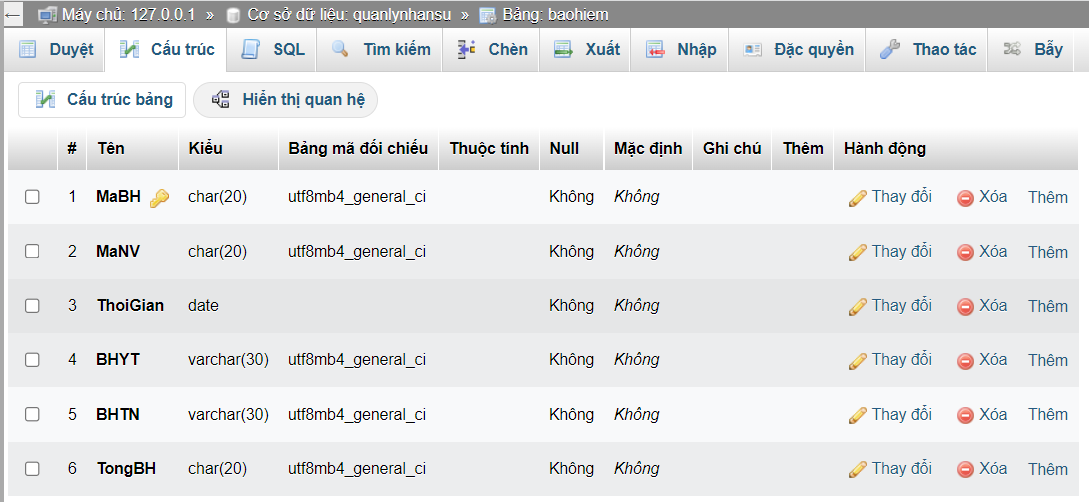 Máy chủ: 127.0.0.1 » Cơ sở dữ liệu: quanlynhansu » Bảng: baohiem
Duyệt Cấu trúc SQL Tìm kiếm Chèn Xuất Nhập Đặc quyền Thao tác Bẫy
Cấu trúc bảng Hiển thị quan hệ
# Tên Kiểu Bảng mã đối chiếu Thuộc tính Null Mặc định Ghi chú Thêm Hành động
1 MaBH char(20) utf8mb4_general_ci Không Không Thay đổi Xóa Thêm
2 MaNV char(20) utf8mb4_general_ci Không Không Thay đổi Xóa Thêm
3 ThoiGian date Không Không Thay đổi Xóa Thêm
4 BHYT varchar(30) utf8mb4_general_ci Không Không Thay đổi Xóa Thêm
5 BHTN varchar(30) utf8mb4_general_ci Không Không Thay đổi Xóa Thêm
6 TongBH char(20) utf8mb4_general_ci Không Không Thay đổi Xóa Thêm